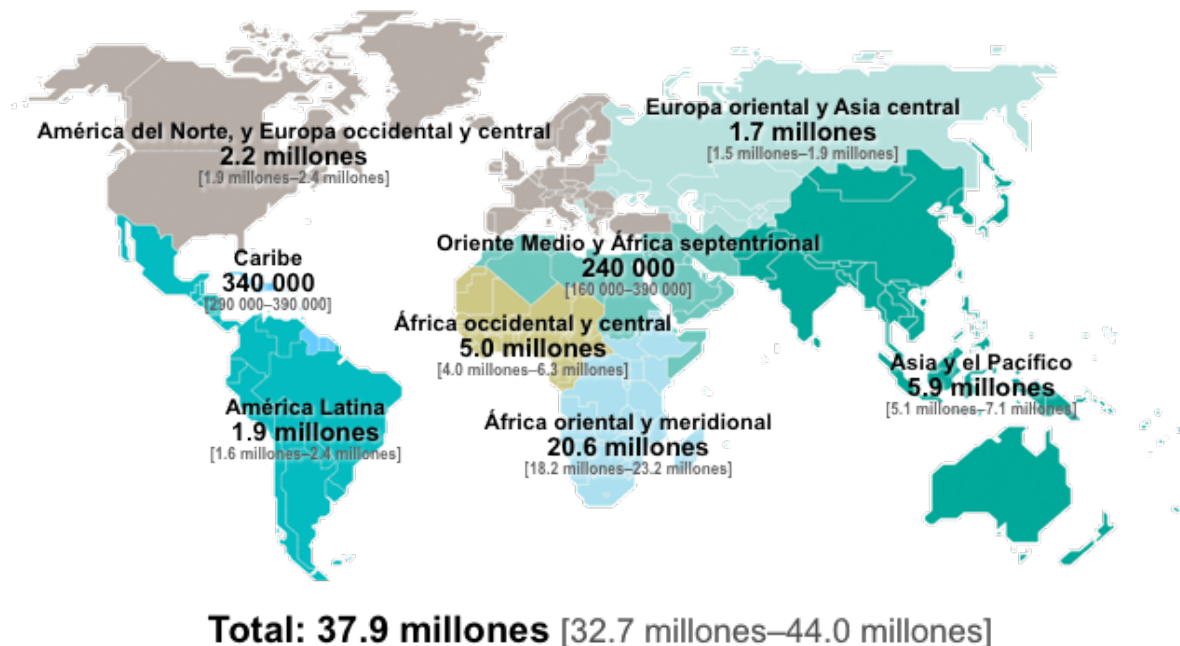 América del Norte, y Europa occidental y central
2.2 millones
[1.9 millones–2.4 millones]
Europa oriental y Asia central
1.7 millones
[1.5 millones–1.9 millones]
Caribe
340 000
[290 000–390 000]
Oriente Medio y África septentrional
240 000
[160 000–390 000]
África occidental y central
5.0 millones
[4.0 millones–6.3 millones]
Asia y el Pacífico
5.9 millones
[5.1 millones–7.1 millones]
América Latina
1.9 millones
[1.6 millones–2.4 millones]
África oriental y meridional
20.6 millones
[18.2 millones–23.2 millones]
Total: 37.9 millones [32.7 millones–44.0 millones]